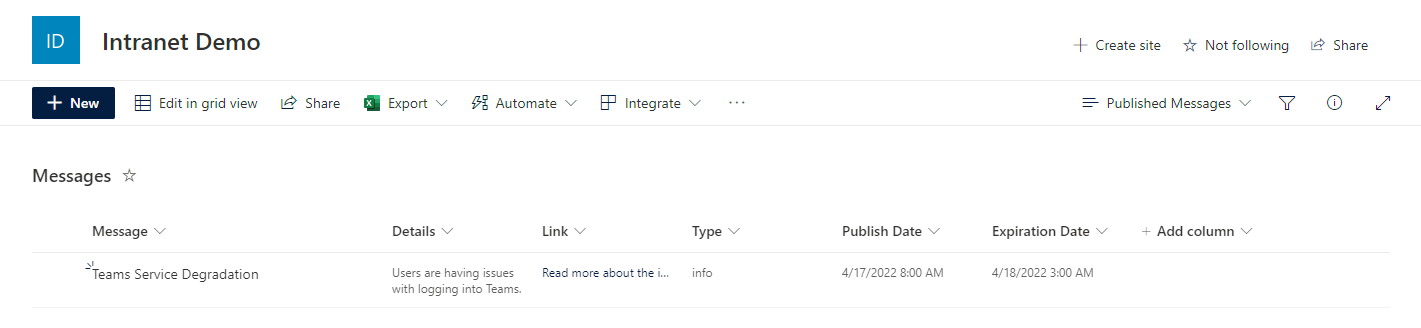 ID Intranet Demo
Create site Not following Share
New Edit in grid view Share Export Automate Integrate ··· Published Messages
Messages
Message Details Link Type Publish Date Expiration Date + Add column
Teams Service Degradation Users are having issues Read more about the i... info 4/17/2022 8:00 AM 4/18/2022 3:00 AM
with logging into Teams.